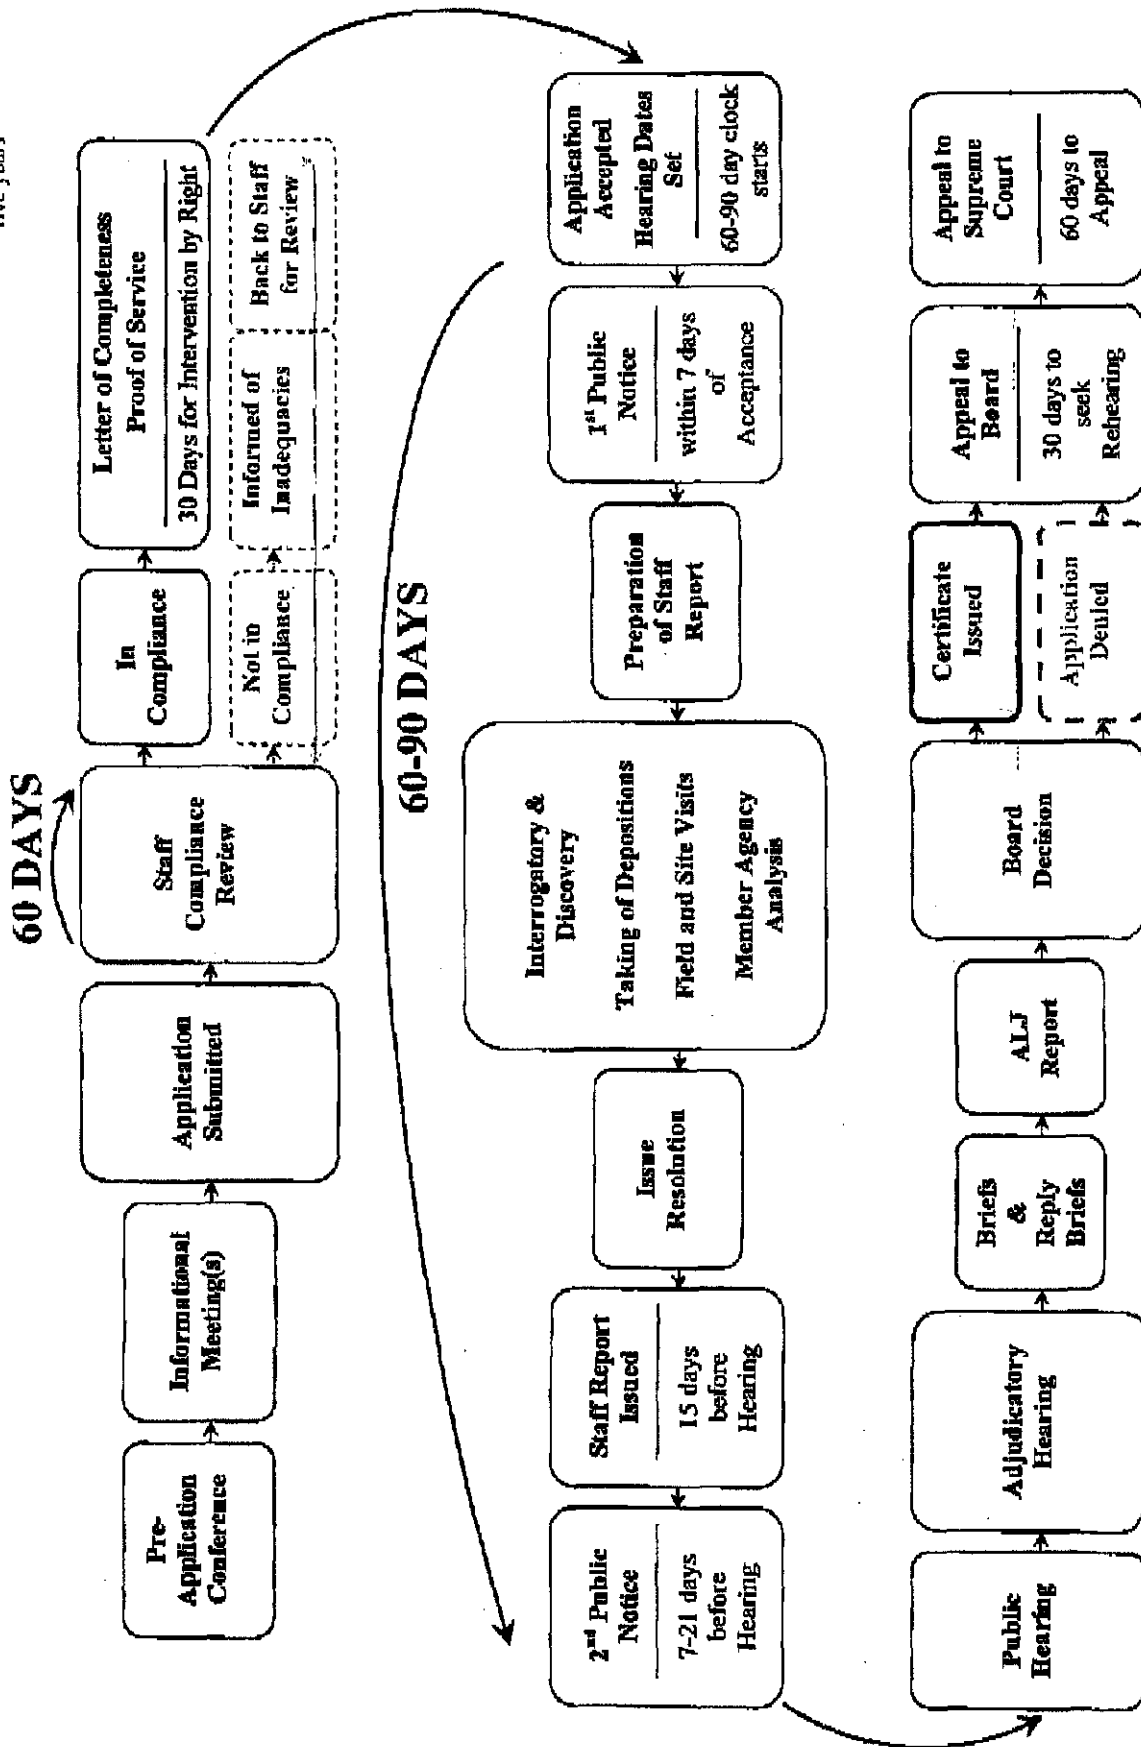 60 DAYS
Pre-
Application
Conference
Informational
Meeting(s)
Application
Submitted
Staff
Compliance
Review
In
Compliance
Letter of Completeness
Proof of Service
30 Days for Intervention by Right
Not in
Compliance
Informed of
Inadequacies
Back to Staff
for Review
60-90 DAYS
Application
Accepted
Hearing Dates
Set
60-90 day clock
starts
1st Public
Notice
within 7 days
of
Acceptance
Preparation
of Staff
Report
Interrogatory &
Discovery
Taking of Depositions
Field and Site Visits
Member Agency
Analysis
Issue
Resolution
Staff Report
Issued
15 days
before
Hearing
2nd Public
Notice
7-21 days
before
Hearing
Public
Hearing
Adjudicatory
Hearing
Briefs
&
Reply
Briefs
ALJ
Report
Board
Decision
Certificate
Issued
Application
Denied
Appeal to
Board
30 days to
seek
Rehearing
Appeal to
Supreme
Court
60 days to
Appeal